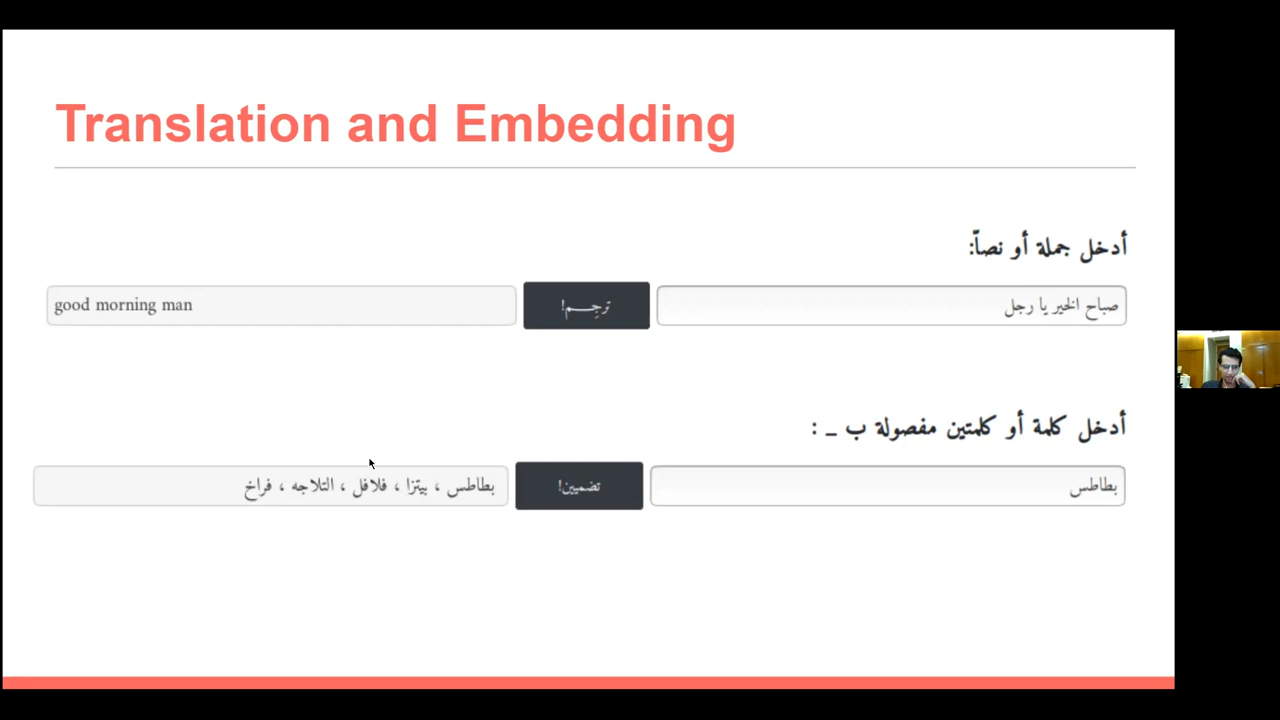 Translation and Embedding
أدخل جملة أو نصاّ:
صباح الخير يا رجل
ترجِـــم!
good morning man
أدخل كلمة أو كلمتين مفصولة ب _ :
بطاطس
تضمين!
بطاطس ، بيتزا ، فلافل ، التلاجه ، فراخ